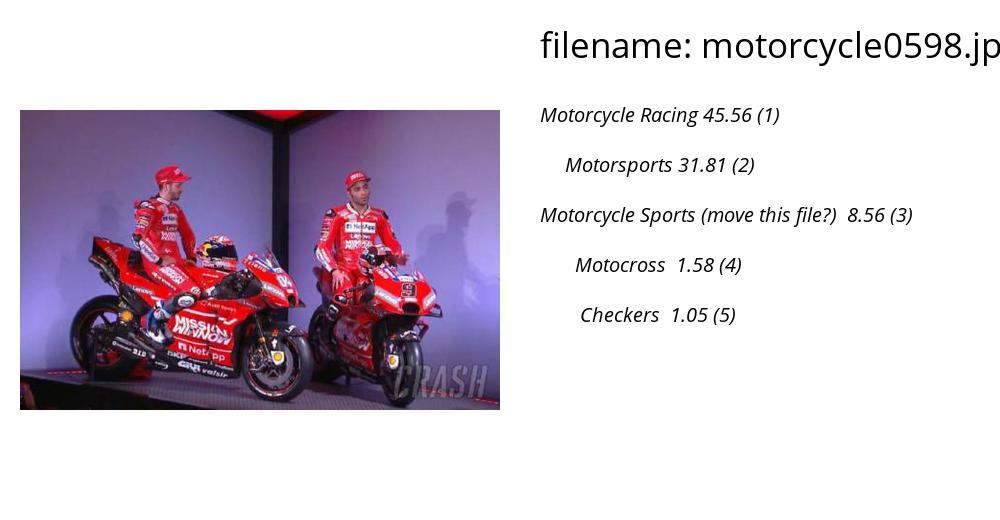 filename: motorcycle0598.jp
Motorcycle Racing 45.56 (1)
Motorsports 31.81 (2)
Motorcycle Sports (move this file?) 8.56 (3)
Motocross 1.58 (4)
Checkers 1.05 (5)
MISSION
WINNOW
NetApp
Lenovo
CRASH